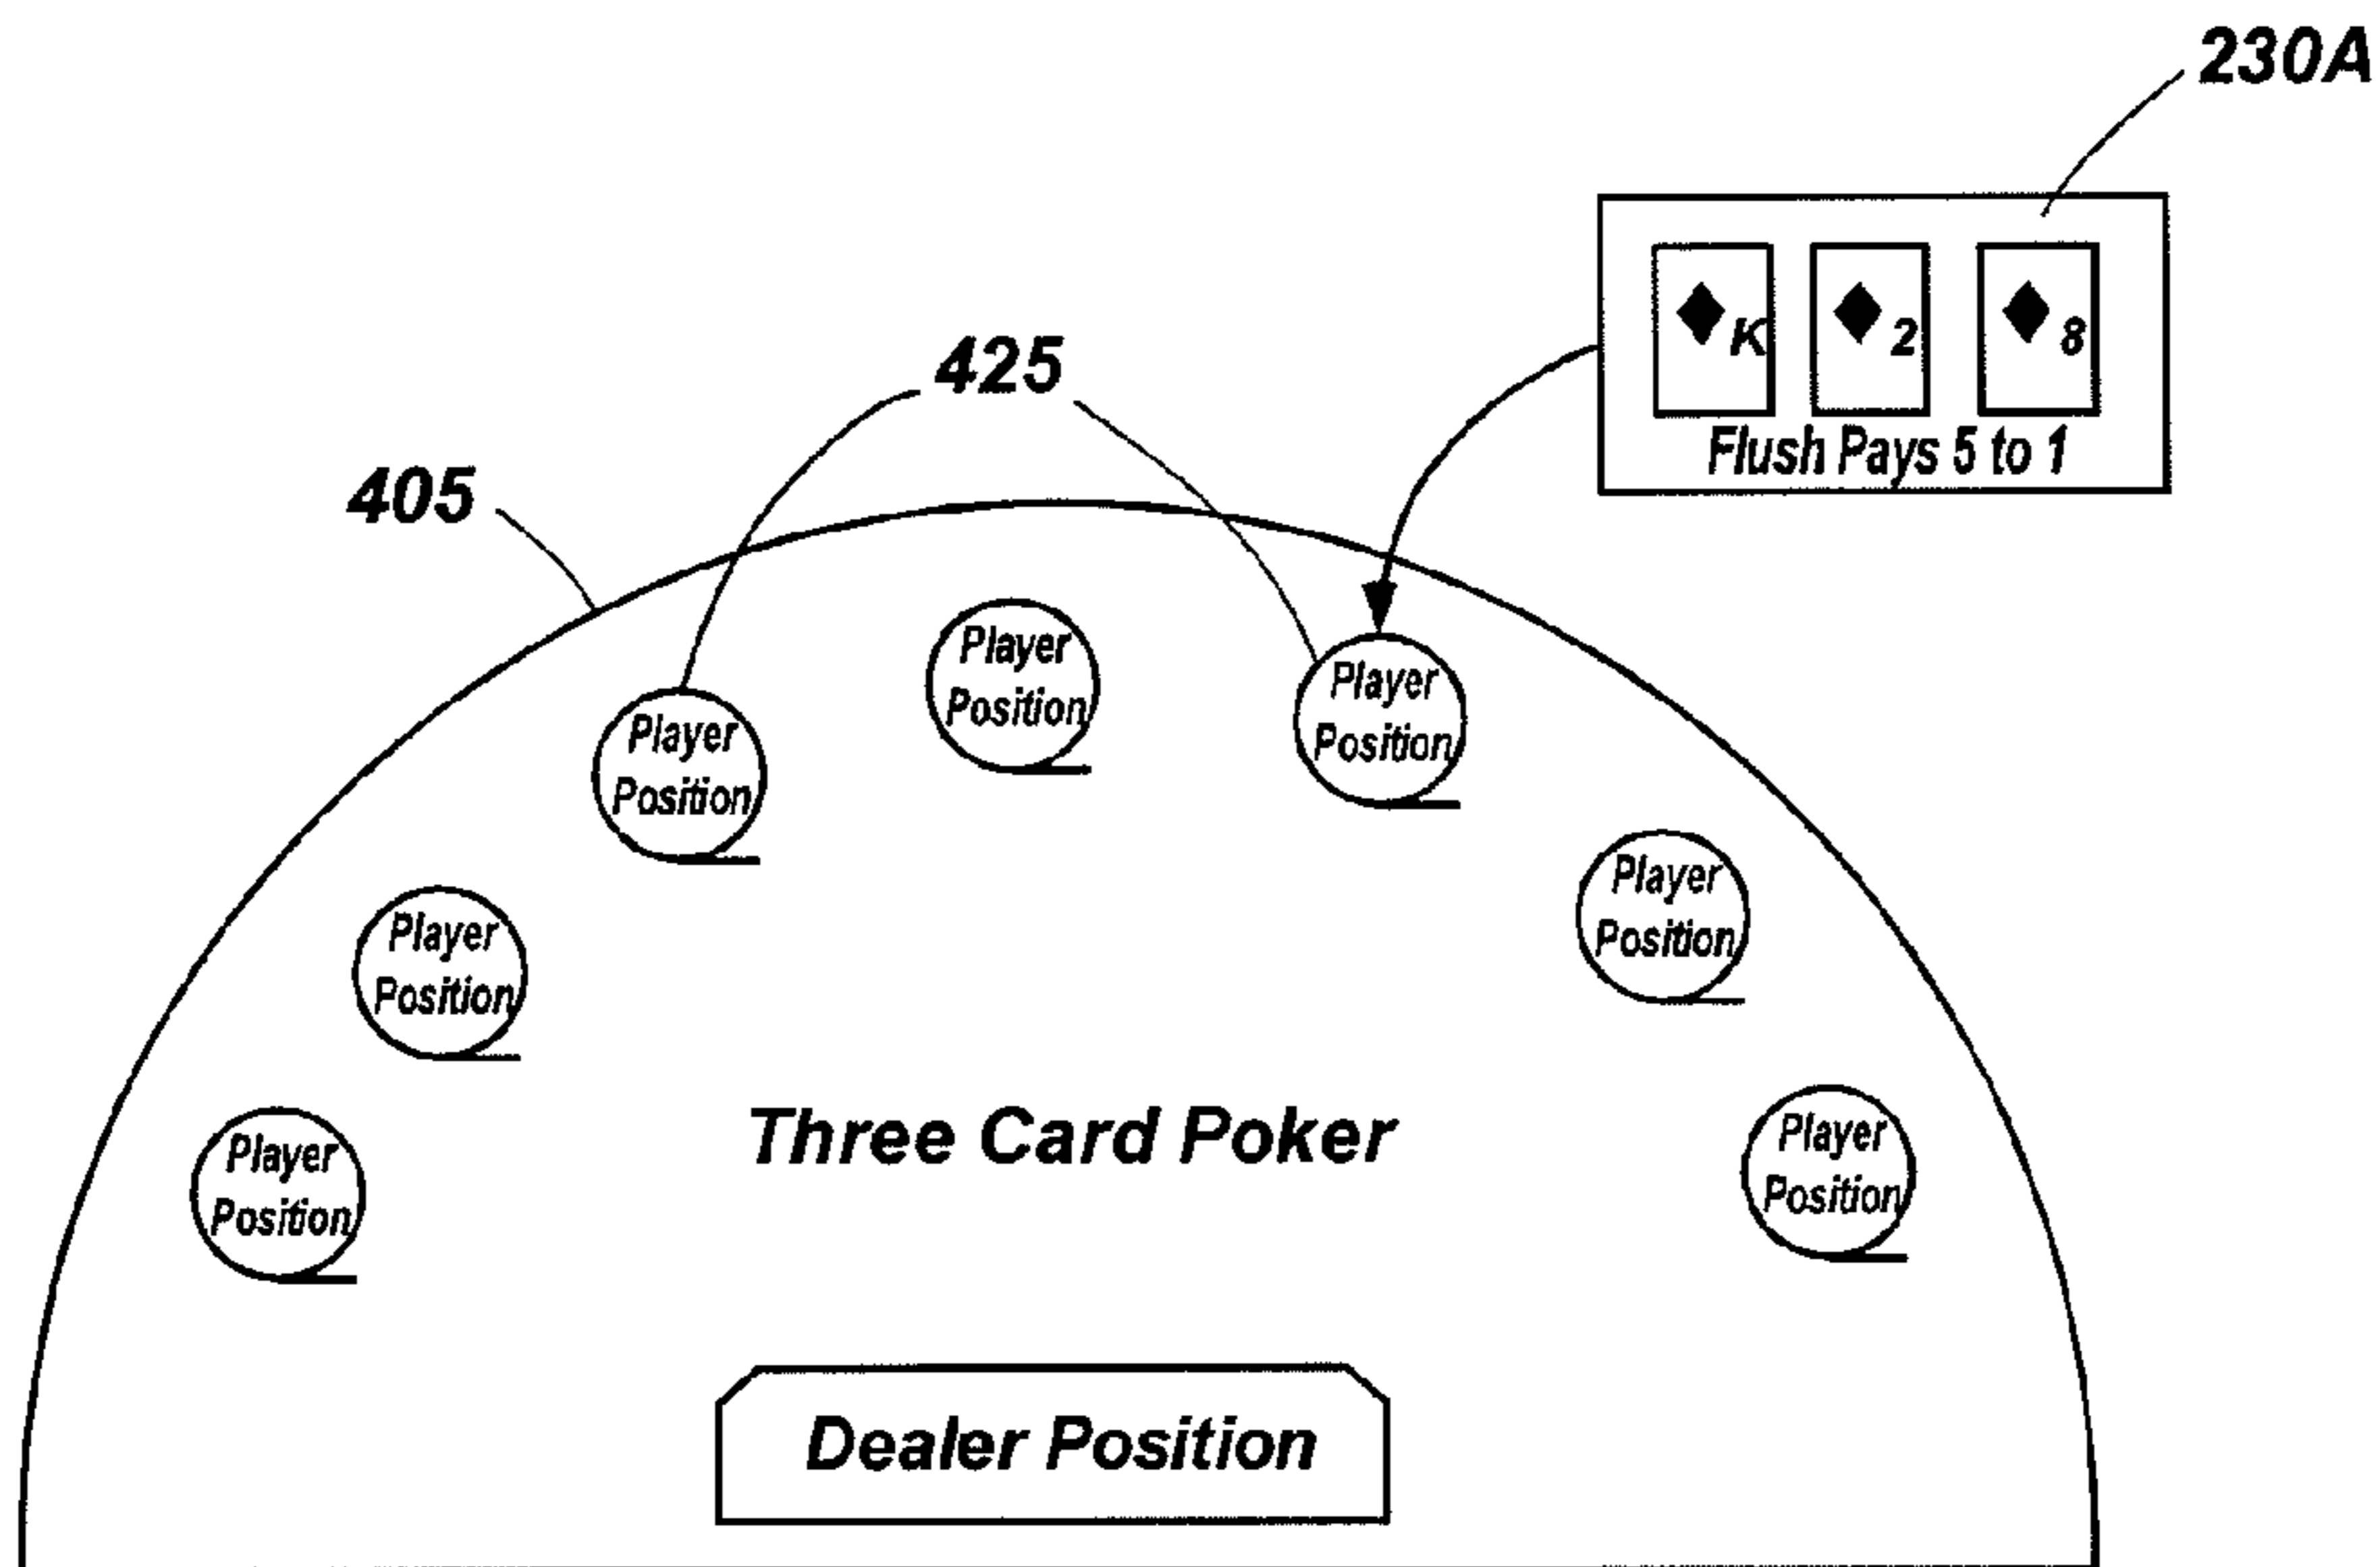 230A
♦K ♦2 ♦8
Flush Pays 5 to 1
425
405
Player
Position
Player
Position
Player
Position
Player
Position
Player
Position
Player
Position
Player
Position
Three Card Poker
Dealer Position